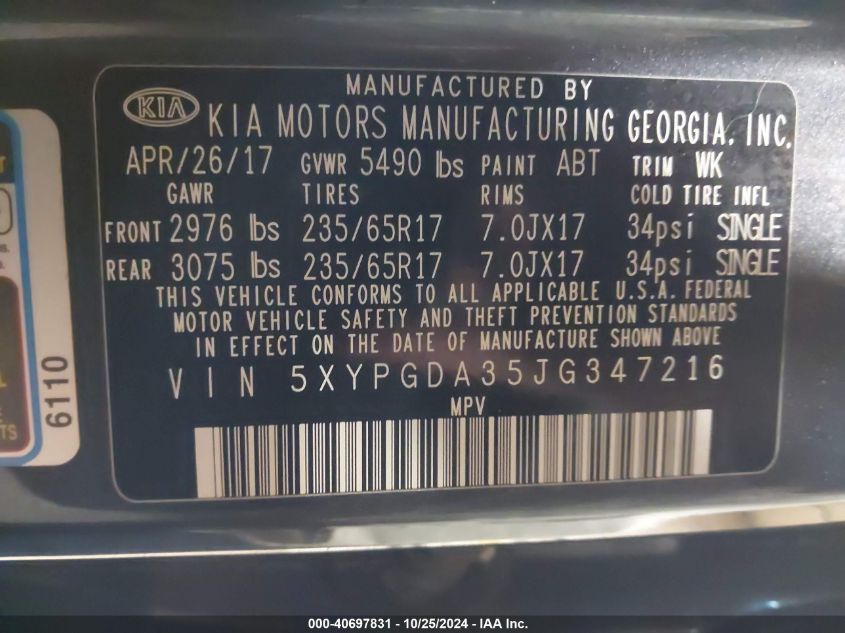 MANUFACTURED BY
KIA KIA MOTORS MANUFACTURING GEORGIA, INC.
APR/26/17 GVWR 5490 lbs PAINT ABT TRIM WK
GAWR TIRES RIMS COLD TIRE INFL
FRONT 2976 lbs 235/65R17 7.0JX17 34psi SINGLE
REAR 3075 lbs 235/65R17 7.0JX17 34psi SINGLE
THIS VEHICLE CONFORMS TO ALL APPLICABLE U.S.A. FEDERAL
MOTOR VEHICLE SAFETY AND THEFT PREVENTION STANDARDS
IN EFFECT ON THE DATE OF MANUFACTURE SHOWN ABOVE
VIN 5XYPGDA35JG347216
MPV
6110
000-40697831 - 10/25/2024 - IAA Inc.